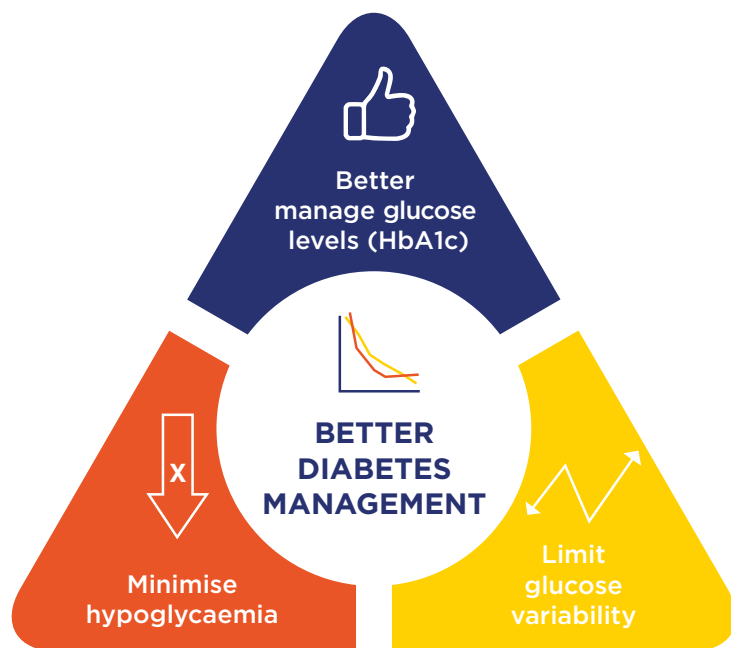 Better
manage glucose
levels (HbA1c)
BETTER
DIABETES
MANAGEMENT
X
Minimise
hypoglycaemia
Limit
glucose
variability